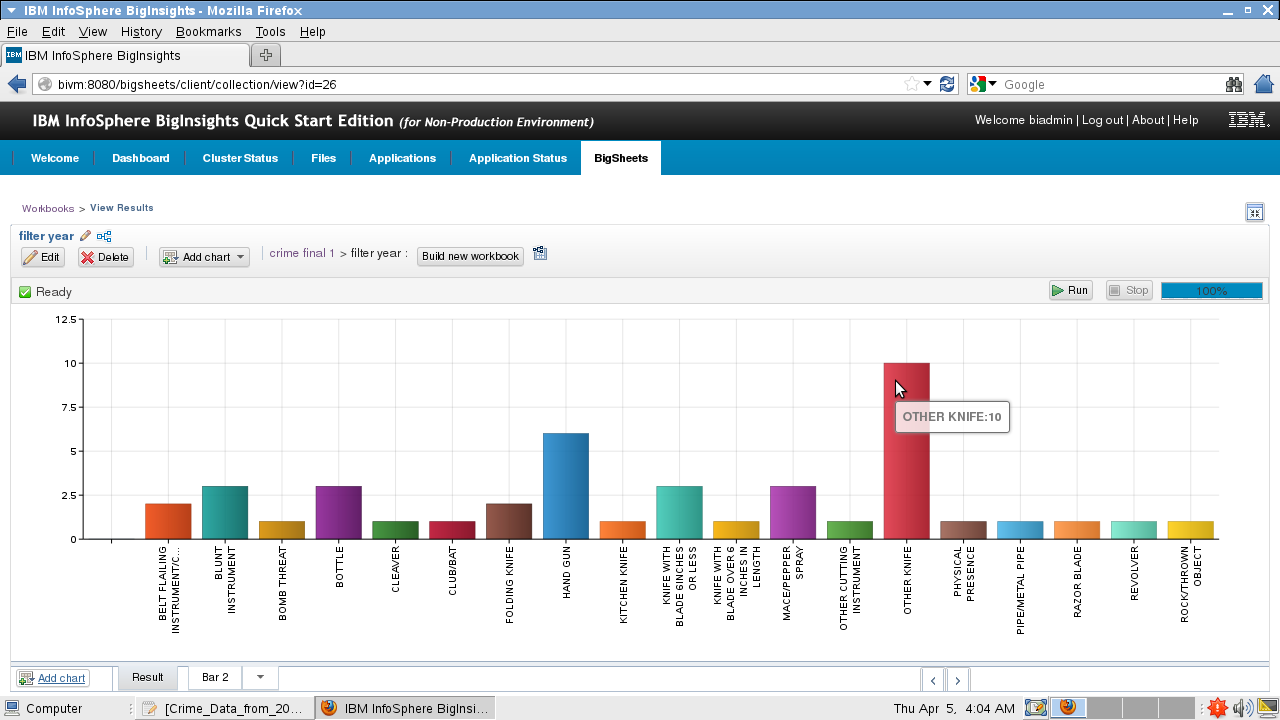 IBM InfoSphere BigInsights - Mozilla Firefox
File Edit View History Bookmarks Tools Help
IBM InfoSphere BigInsights
bivm:8080/bigsheets/client/collection/view?id=26
Google
IBM InfoSphere BigInsights Quick Start Edition (for Non-Production Environment)
Welcome biadmin | Log out | About | Help
IBM.
Welcome Dashboard Cluster Status Files Applications Application Status BigSheets
Workbooks > View Results
filter year
Edit Delete Add chart crime final 1 > filter year : Build new workbook
Ready
Run Stop 100%
12.5
10
7.5
5
2.5
0
OTHER KNIFE:10
BELT FLAILING
INSTRUMENT/C...
BLUNT
INSTRUMENT
BOMB THREAT
BOTTLE
CLEAVER
CLUB/BAT
FOLDING KNIFE
HAND GUN
KITCHEN KNIFE
KNIFE WITH
BLADE 6INCHES
OR LESS
KNIFE WITH
BLADE OVER 6
INCHES IN
LENGTH
MACE/PEPPER
SPRAY
OTHER CUTTING
INSTRUMENT
OTHER KNIFE
PHYSICAL
PRESENCE
PIPE/METAL PIPE
RAZOR BLADE
REVOLVER
ROCK/THROWN
OBJECT
Add chart Result Bar 2
Computer [Crime_Data_from_20... IBM InfoSphere BigInsi... Thu Apr 5, 4:04 AM